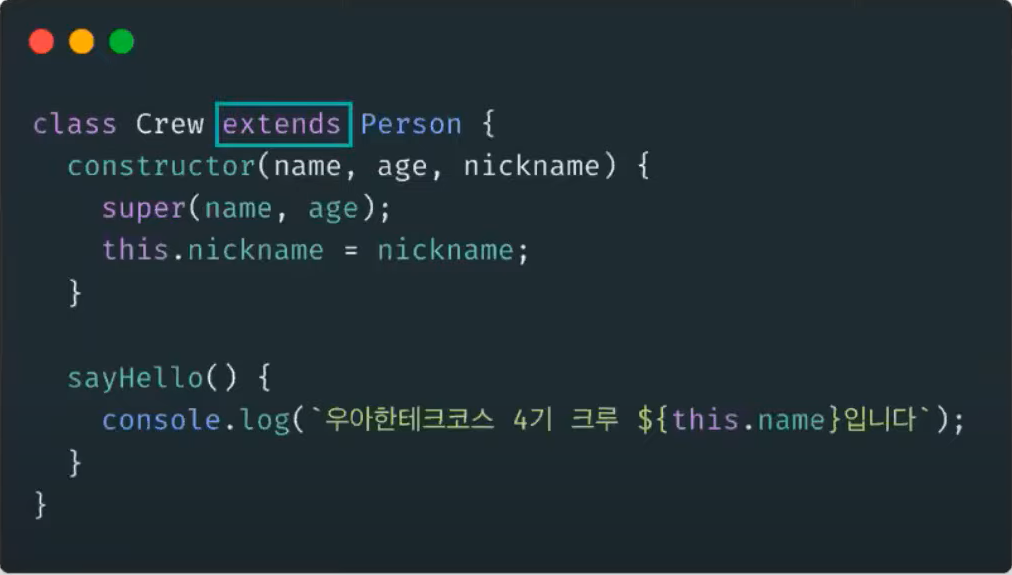 class Crew extends Person {
  constructor(name, age, nickname) {
    super(name, age);
    this.nickname = nickname;
  }

  sayHello() {
    console.log(`우아한테크코스 4기 크루 ${this.name}입니다`);
  }
}